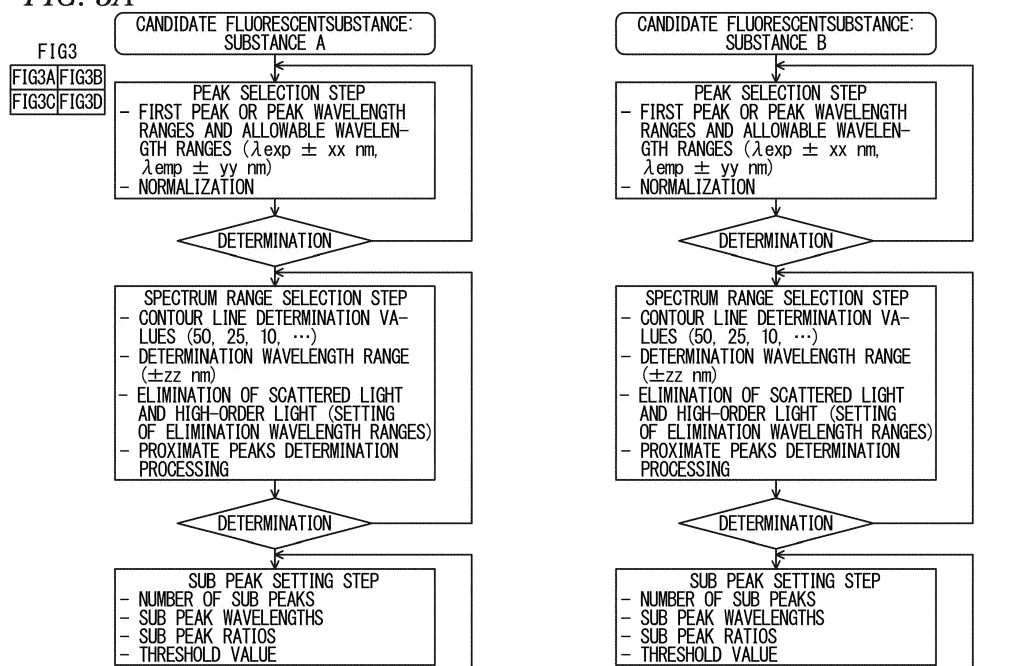 FIG. 3A
FIG3
FIG3A FIG3B
FIG3C FIG3D
CANDIDATE FLUORESCENTSUBSTANCE:
SUBSTANCE A
PEAK SELECTION STEP
- FIRST PEAK OR PEAK WAVELENGTH
RANGES AND ALLOWABLE WAVELEN-
GTH RANGES (λexp ± xx nm,
λemp ± yy nm)
- NORMALIZATION
DETERMINATION
SPECTRUM RANGE SELECTION STEP
- CONTOUR LINE DETERMINATION VA-
LUES (50, 25, 10, ···)
- DETERMINATION WAVELENGTH RANGE
(±zz nm)
- ELIMINATION OF SCATTERED LIGHT
AND HIGH-ORDER LIGHT (SETTING
OF ELIMINATION WAVELENGTH RANGES)
- PROXIMATE PEAKS DETERMINATION
PROCESSING
DETERMINATION
SUB PEAK SETTING STEP
- NUMBER OF SUB PEAKS
- SUB PEAK WAVELENGTHS
- SUB PEAK RATIOS
- THRESHOLD VALUE
CANDIDATE FLUORESCENTSUBSTANCE:
SUBSTANCE B
PEAK SELECTION STEP
- FIRST PEAK OR PEAK WAVELENGTH
RANGES AND ALLOWABLE WAVELEN-
GTH RANGES (λexp ± xx nm,
λemp ± yy nm)
- NORMALIZATION
DETERMINATION
SPECTRUM RANGE SELECTION STEP
- CONTOUR LINE DETERMINATION VA-
LUES (50, 25, 10, ···)
- DETERMINATION WAVELENGTH RANGE
(±zz nm)
- ELIMINATION OF SCATTERED LIGHT
AND HIGH-ORDER LIGHT (SETTING
OF ELIMINATION WAVELENGTH RANGES)
- PROXIMATE PEAKS DETERMINATION
PROCESSING
DETERMINATION
SUB PEAK SETTING STEP
- NUMBER OF SUB PEAKS
- SUB PEAK WAVELENGTHS
- SUB PEAK RATIOS
- THRESHOLD VALUE